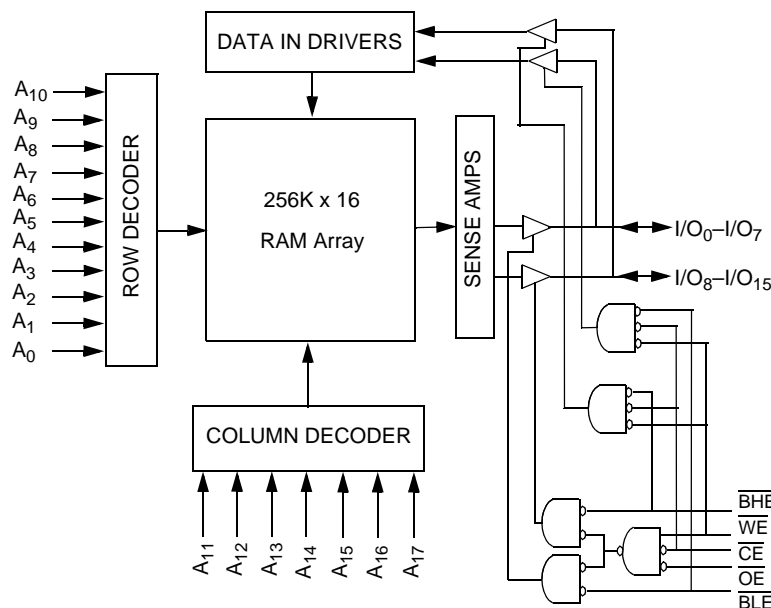 DATA IN DRIVERS
A10
A9
A8
A7
A6
A5
A4
A3
A2
A1
A0
ROW DECODER
256K x 16
RAM Array
SENSE AMPS
I/O0–I/O7
I/O8–I/O15
COLUMN DECODER
A11
A12
A13
A14
A15
A16
A17
BHE
WE
CE
OE
BLE